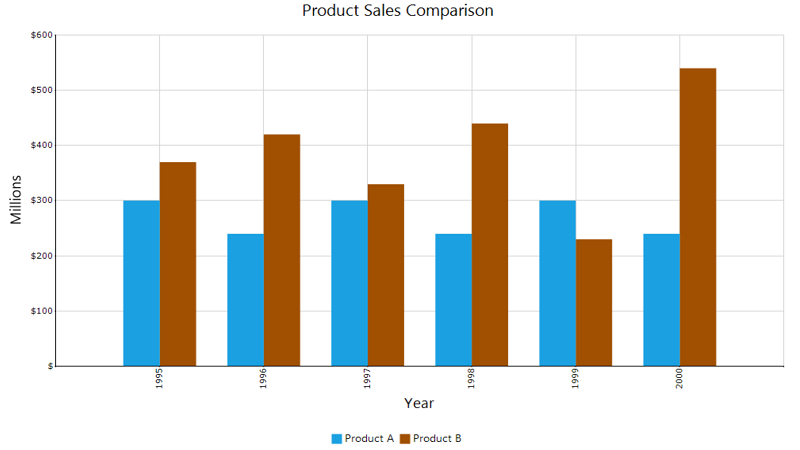 Product Sales Comparison
$600
$500
$400
$300
$200
$100
$
Millions
1995
1996
1997
1998
1999
2000
Year
Product A
Product B